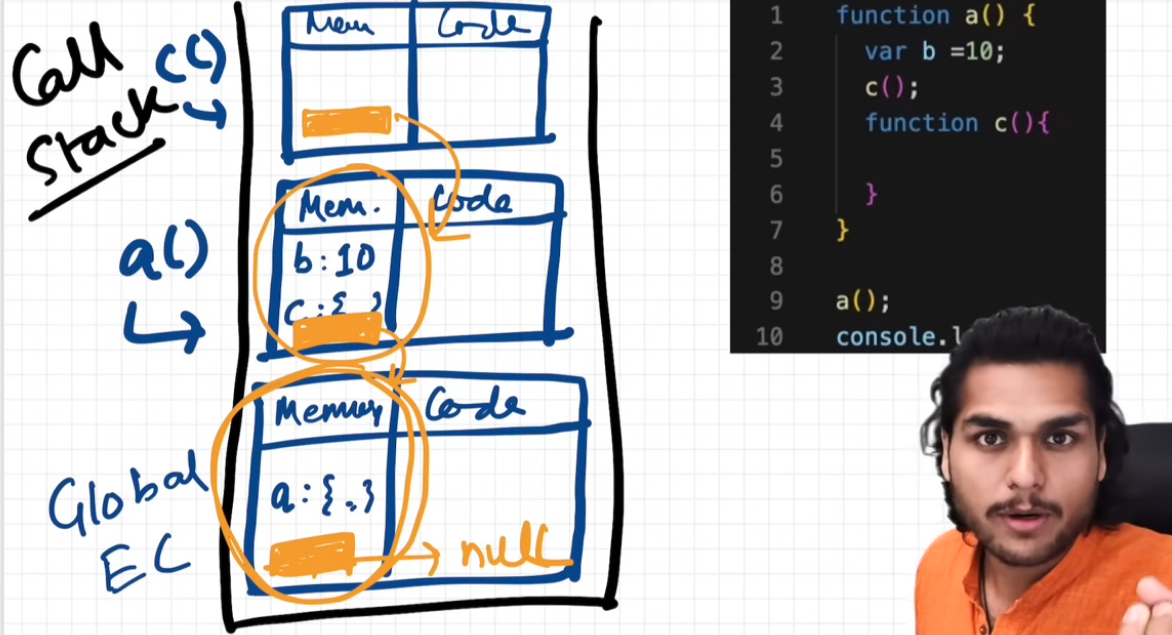 Call
Stack
c()
Mem Code
a()
Mem. Code
b : 10
c : { }
Global
EC
Memory Code
a : {.}
null
1 function a() {
2 var b =10;
3 c();
4 function c(){
5
6 }
7 }
8
9 a();
10 console.l